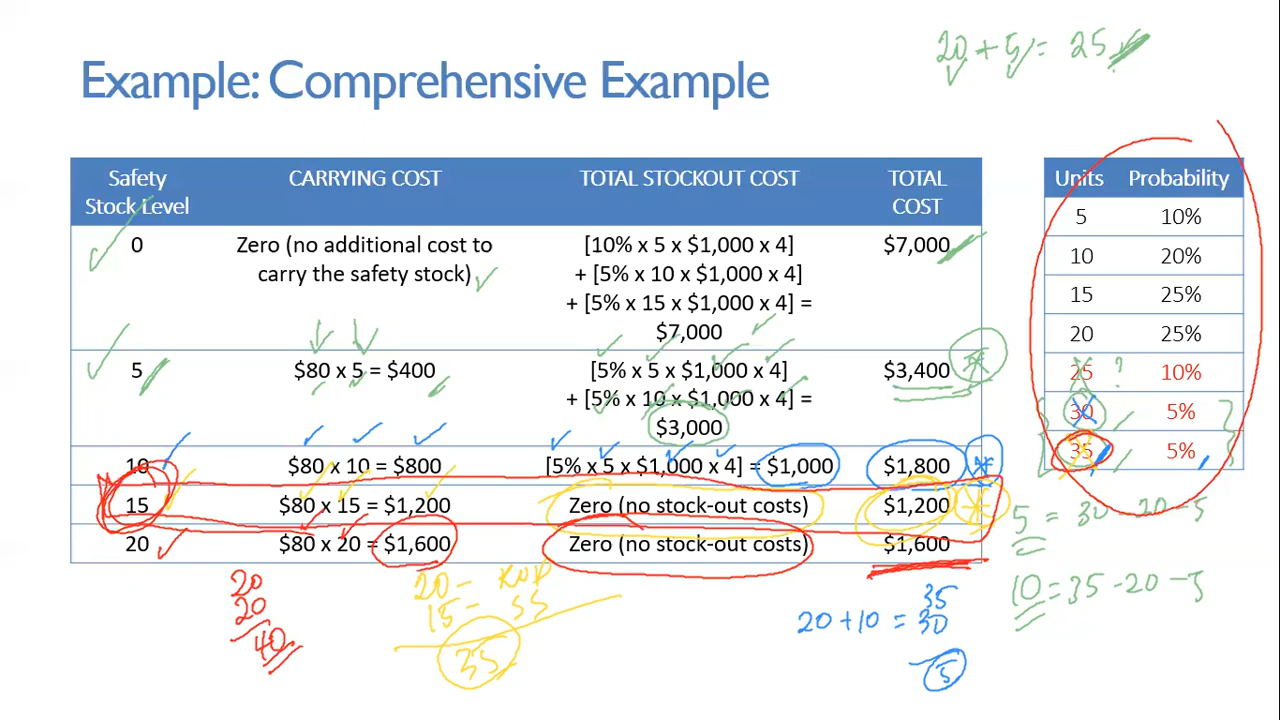 20 + 5 = 25
Example: Comprehensive Example
Safety Stock Level CARRYING COST TOTAL STOCKOUT COST TOTAL COST
0 Zero (no additional cost to carry the safety stock) [10% x 5 x $1,000 x 4] + [5% x 10 x $1,000 x 4] + [5% x 15 x $1,000 x 4] = $7,000 $7,000
5 $80 x 5 = $400 [5% x 5 x $1,000 x 4] + [5% x 10 x $1,000 x 4] = $3,000 $3,400
10 $80 x 10 = $800 [5% x 5 x $1,000 x 4] = $1,000 $1,800
15 $80 x 15 = $1,200 Zero (no stock-out costs) $1,200
20 $80 x 20 = $1,600 Zero (no stock-out costs) $1,600
Units Probability
5 10%
10 20%
15 25%
20 25%
25 10%
?
30 5%
35 5%
5 = 30 - 20 - 5
10 = 35 - 20 - 5
20
20
40
20 - ROP
15 - SS
35
35
20 + 10 = 30
5